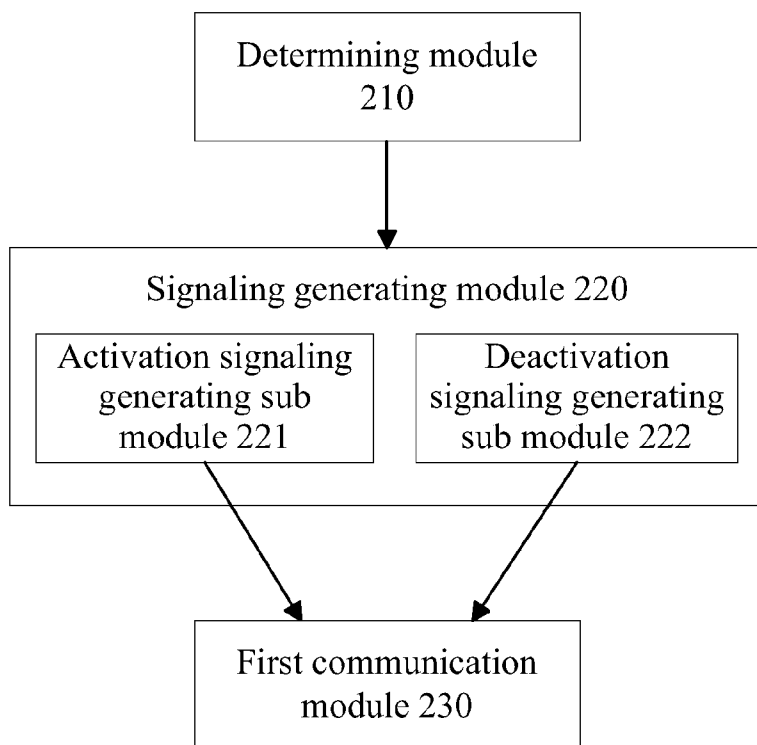 Determining module
210
Signaling generating module 220
Activation signaling
generating sub
module 221
Deactivation
signaling generating
sub module 222
First communication
module 230